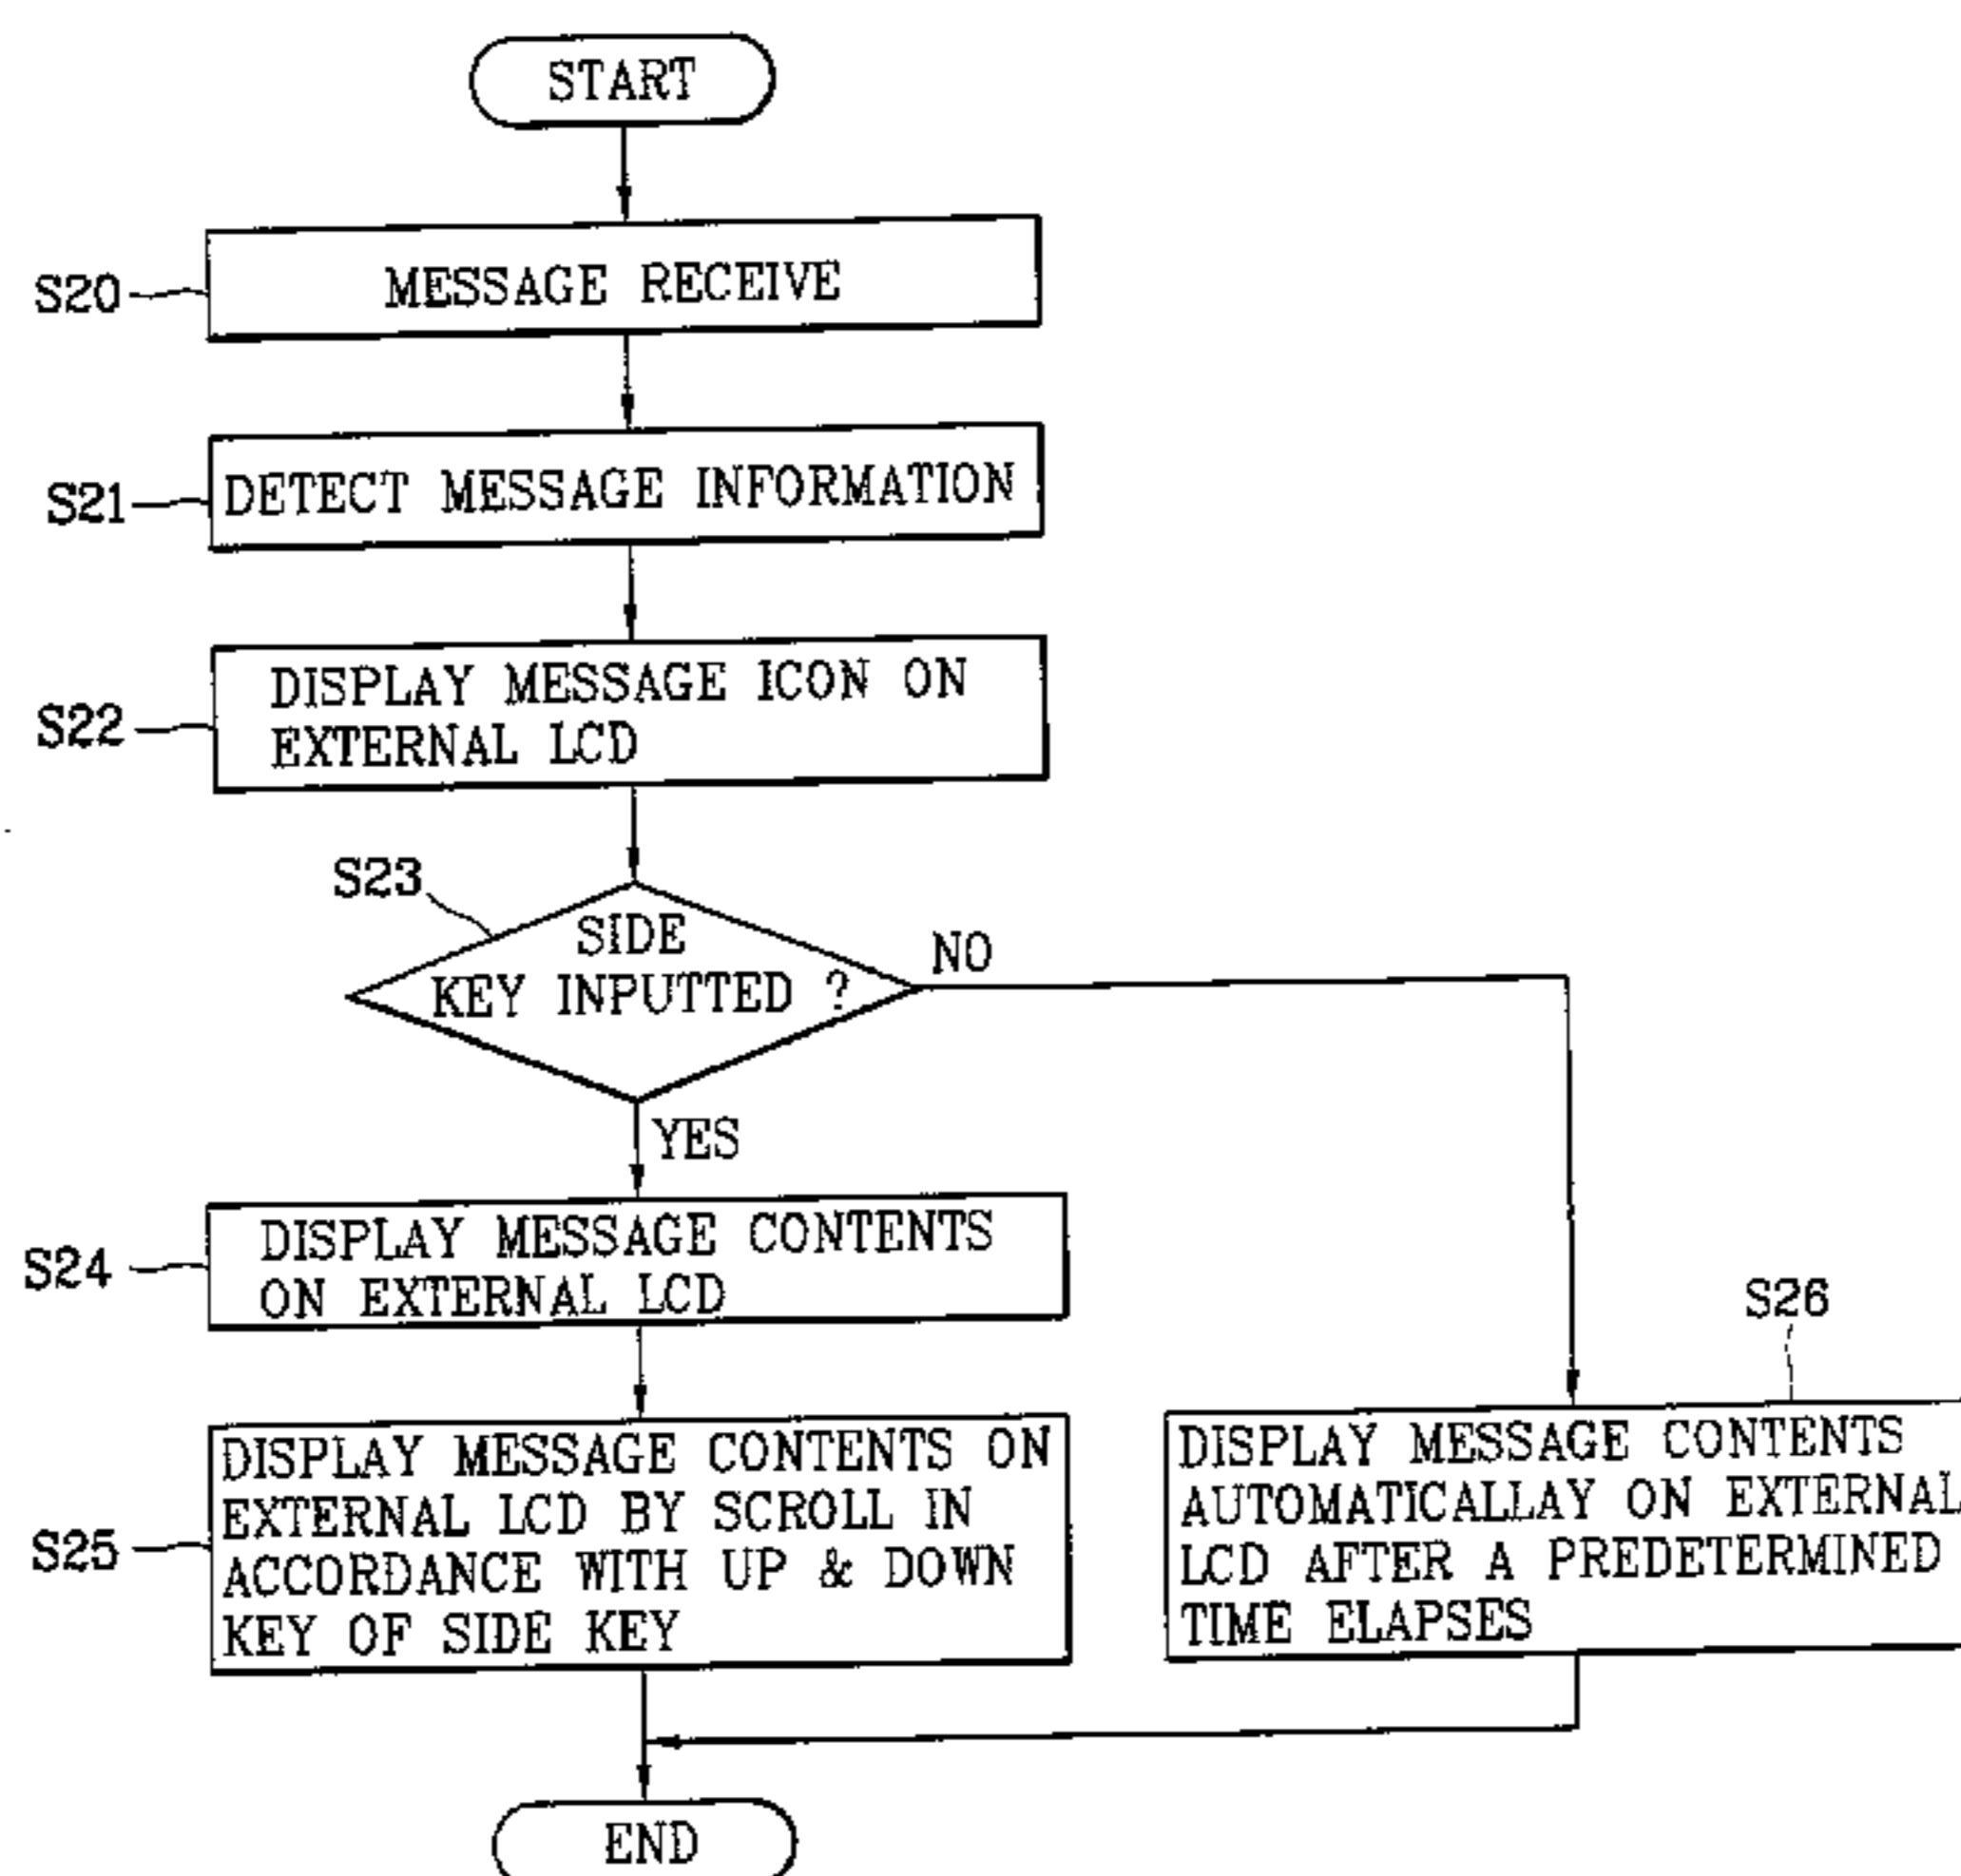 START
S20
MESSAGE RECEIVE
S21
DETECT MESSAGE INFORMATION
S22
DISPLAY MESSAGE ICON ON
EXTERNAL LCD
S23
SIDE
KEY INPUTTED ?
NO
YES
S24
DISPLAY MESSAGE CONTENTS
ON EXTERNAL LCD
S25
DISPLAY MESSAGE CONTENTS ON
EXTERNAL LCD BY SCROLL IN
ACCORDANCE WITH UP & DOWN
KEY OF SIDE KEY
S26
DISPLAY MESSAGE CONTENTS
AUTOMATICALLAY ON EXTERNAL
LCD AFTER A PREDETERMINED
TIME ELAPSES
END